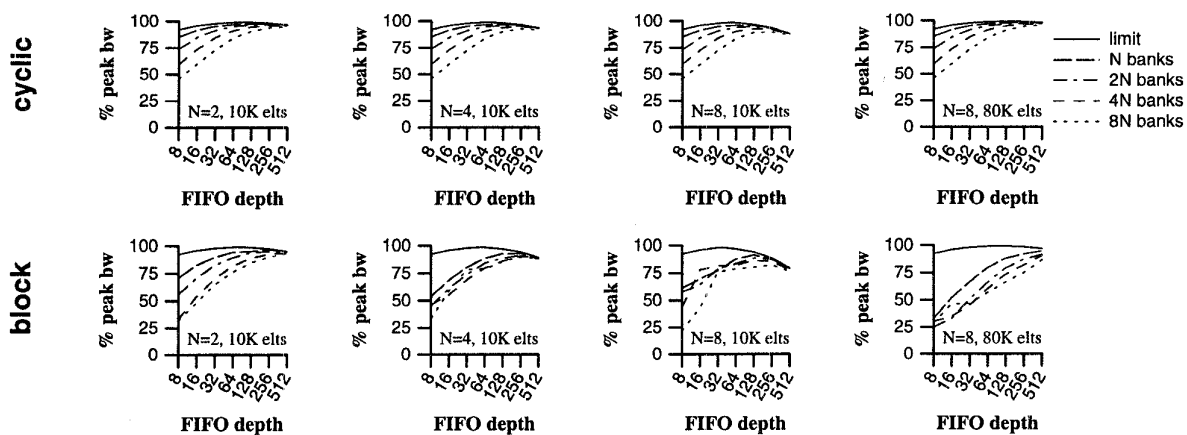 cyclic
% peak bw
100
75
50
25
0
N=2, 10K elts
8 16 32 64 128 256 512
FIFO depth
% peak bw
100
75
50
25
0
N=4, 10K elts
8 16 32 64 128 256 512
FIFO depth
% peak bw
100
75
50
25
0
N=8, 10K elts
8 16 32 64 128 256 512
FIFO depth
% peak bw
100
75
50
25
0
N=8, 80K elts
8 16 32 64 128 256 512
FIFO depth
limit
N banks
2N banks
4N banks
8N banks
block
% peak bw
100
75
50
25
0
N=2, 10K elts
8 16 32 64 128 256 512
FIFO depth
% peak bw
100
75
50
25
0
N=4, 10K elts
8 16 32 64 128 256 512
FIFO depth
% peak bw
100
75
50
25
0
N=8, 10K elts
8 16 32 64 128 256 512
FIFO depth
% peak bw
100
75
50
25
0
N=8, 80K elts
8 16 32 64 128 256 512
FIFO depth